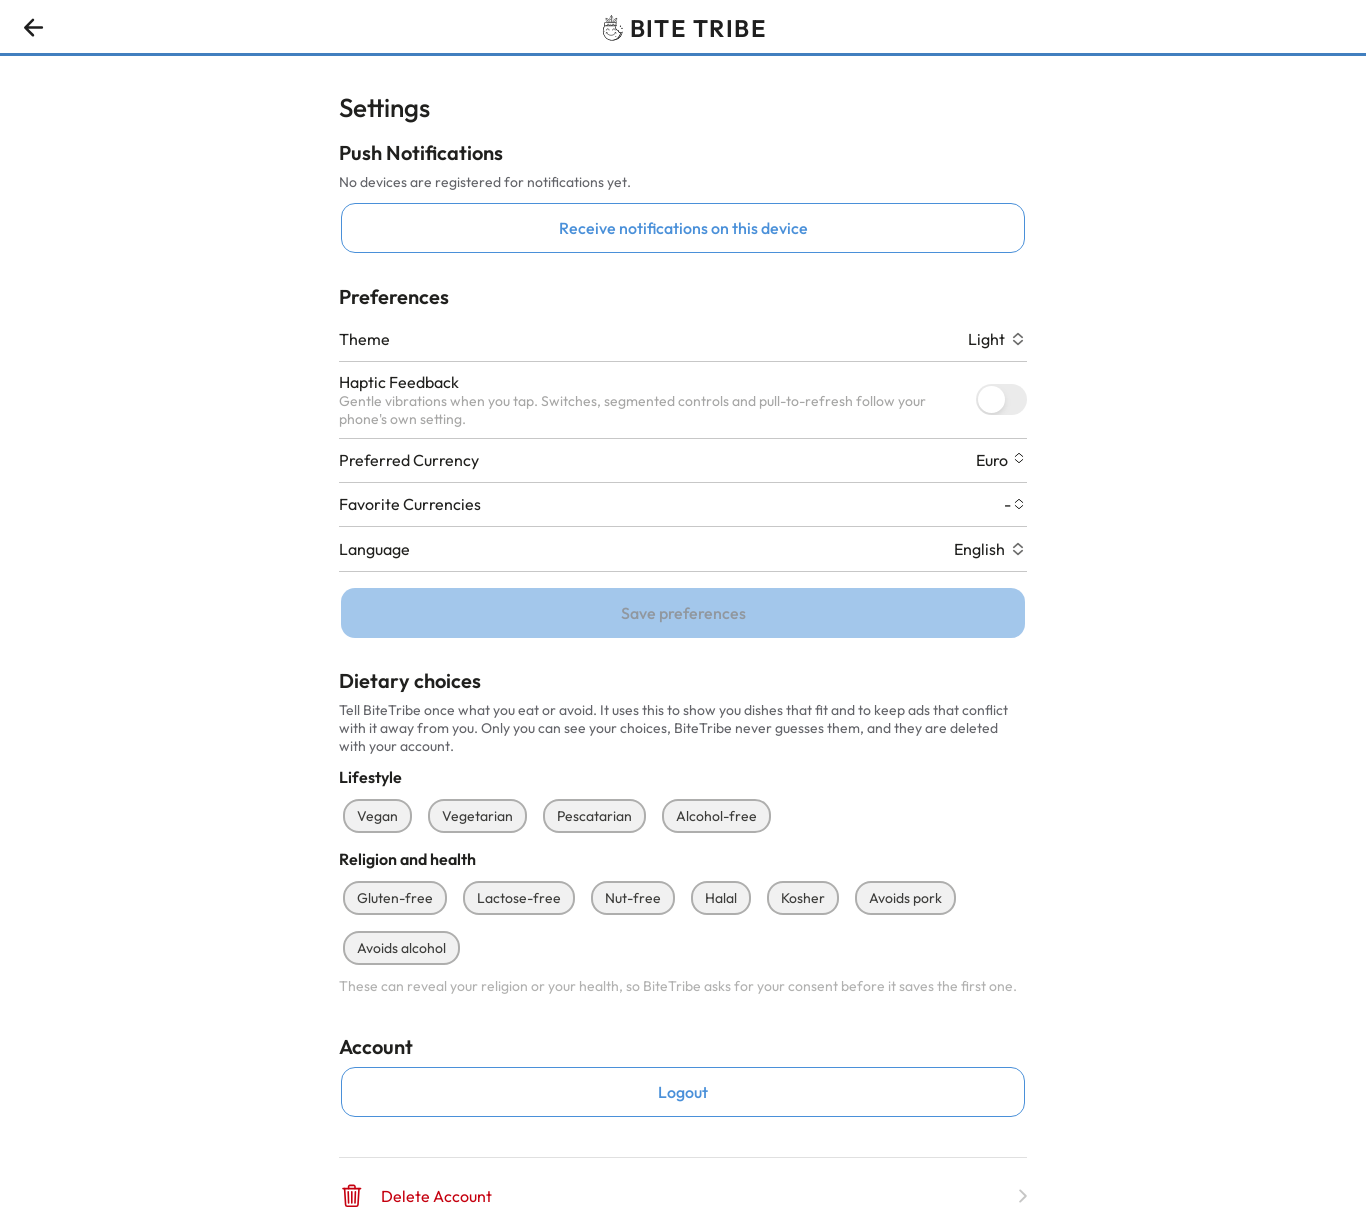 BITE TRIBE
Settings
Push Notifications
No devices are registered for notifications yet.
Receive notifications on this device
Preferences
Theme
Light
Haptic Feedback
Gentle vibrations when you tap. Switches, segmented controls and pull-to-refresh follow your
phone's own setting.
Preferred Currency
Euro
Favorite Currencies
-
Language
English
Save preferences
Dietary choices
Tell BiteTribe once what you eat or avoid. It uses this to show you dishes that fit and to keep ads that conflict
with it away from you. Only you can see your choices, BiteTribe never guesses them, and they are deleted
with your account.
Lifestyle
Vegan
Vegetarian
Pescatarian
Alcohol-free
Religion and health
Gluten-free
Lactose-free
Nut-free
Halal
Kosher
Avoids pork
Avoids alcohol
These can reveal your religion or your health, so BiteTribe asks for your consent before it saves the first one.
Account
Logout
Delete Account